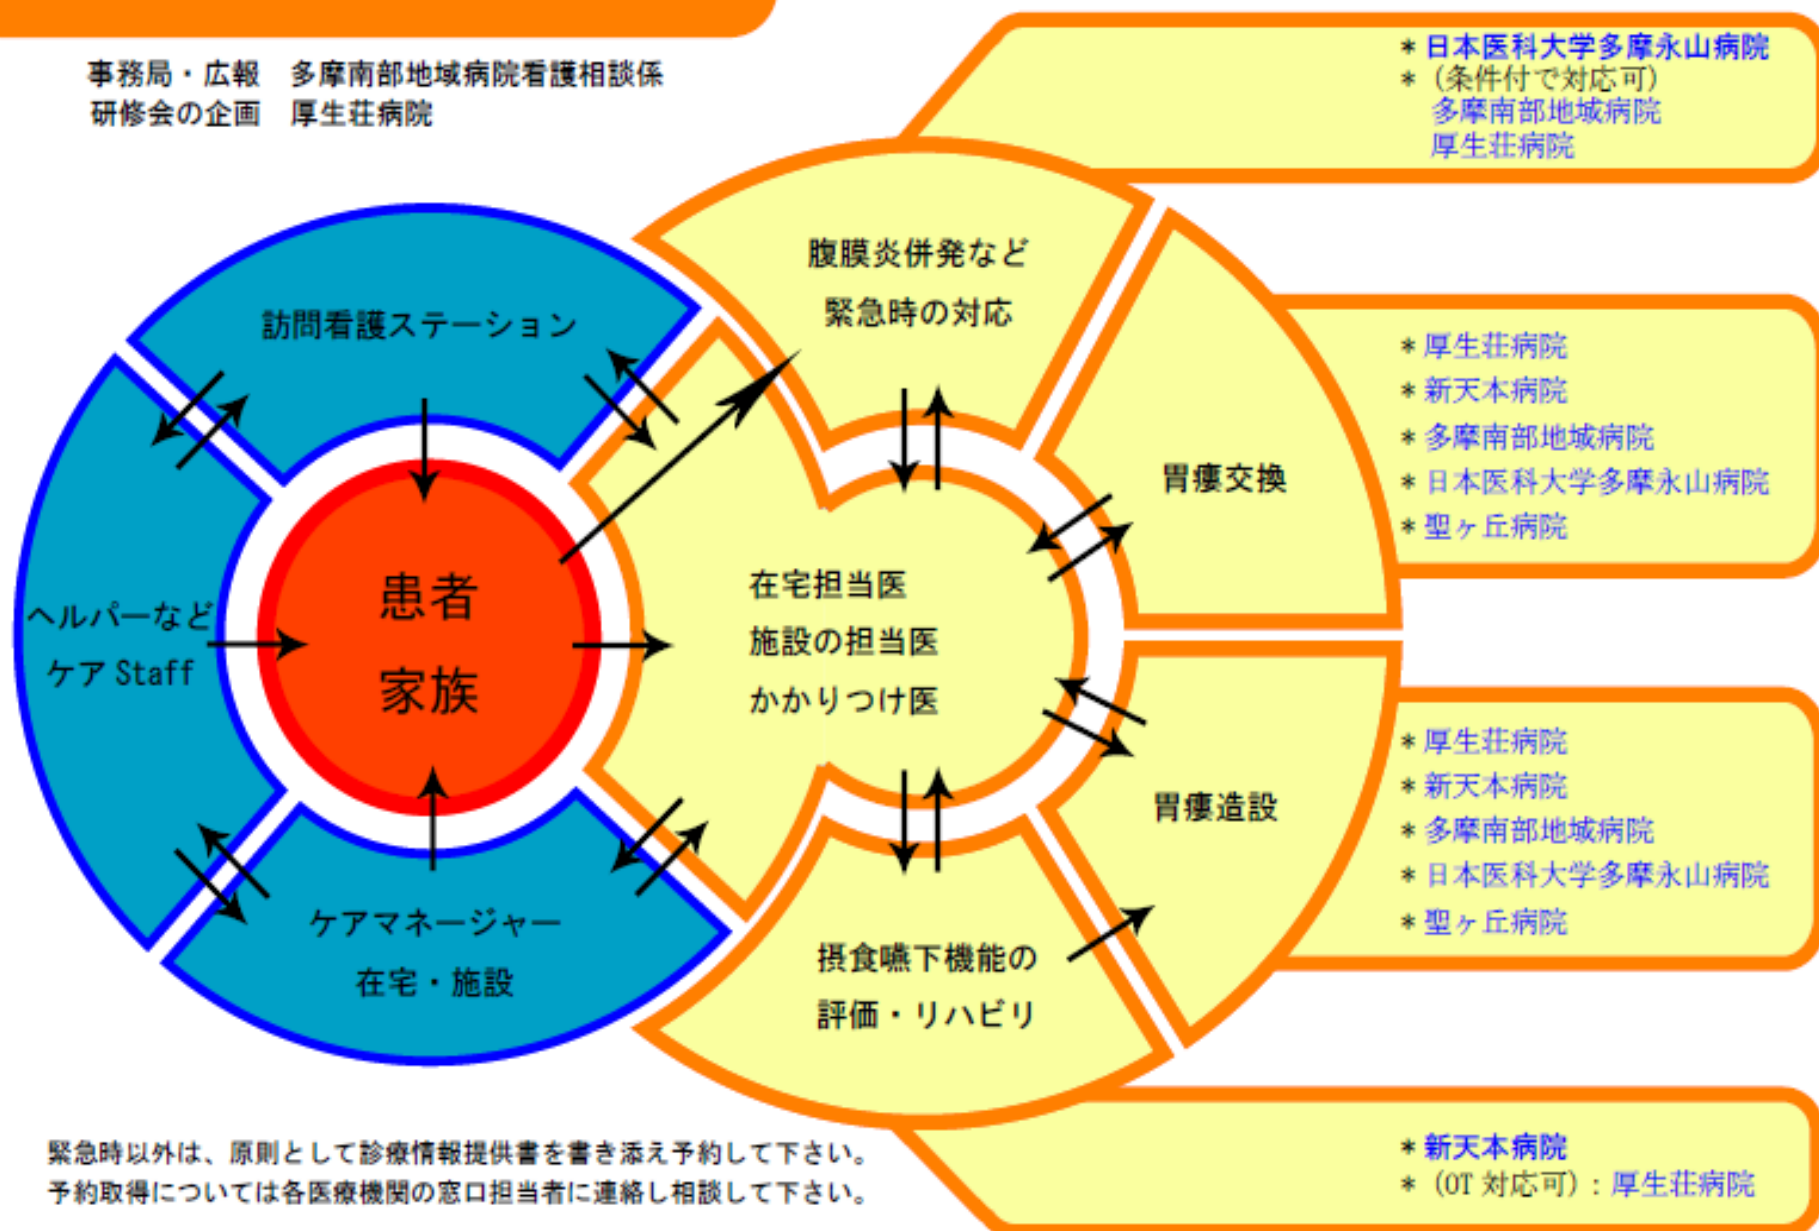 事務局・広報　多摩南部地域病院看護相談係
研修会の企画　厚生荘病院
＊日本医科大学多摩永山病院
＊（条件付で対応可）
多摩南部地域病院
厚生荘病院
腹膜炎併発など
緊急時の対応
訪問看護ステーション
胃瘻交換
＊厚生荘病院
＊新天本病院
＊多摩南部地域病院
＊日本医科大学多摩永山病院
＊聖ヶ丘病院
ヘルパーなど
ケア Staff
患者
家族
在宅担当医
施設の担当医
かかりつけ医
胃瘻造設
＊厚生荘病院
＊新天本病院
＊多摩南部地域病院
＊日本医科大学多摩永山病院
＊聖ヶ丘病院
ケアマネージャー
在宅・施設
摂食嚥下機能の
評価・リハビリ
＊新天本病院
＊（OT 対応可）：厚生荘病院
緊急時以外は、原則として診療情報提供書を書き添え予約して下さい。
予約取得については各医療機関の窓口担当者に連絡し相談して下さい。